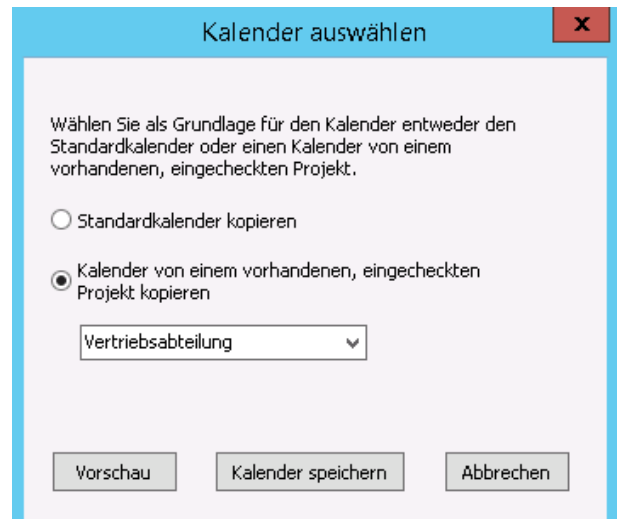 Kalender auswählen
x
Wählen Sie als Grundlage für den Kalender entweder den
Standardkalender oder einen Kalender von einem
vorhandenen, eingecheckten Projekt.
Standardkalender kopieren
Kalender von einem vorhandenen, eingecheckten
Projekt kopieren
Vertriebsabteilung
Vorschau
Kalender speichern
Abbrechen